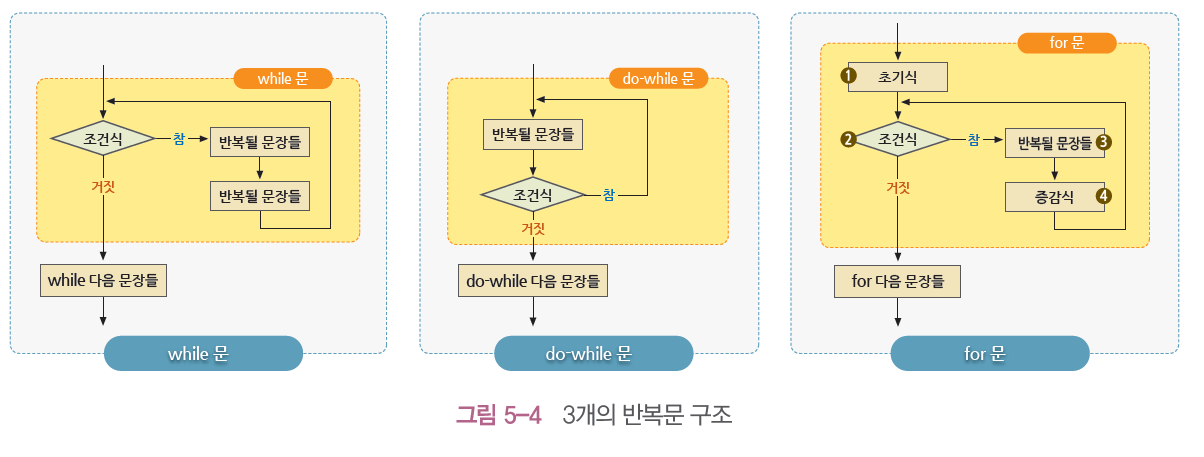 while 문
조건식
참
반복될 문장들
반복될 문장들
거짓
while 다음 문장들
while 문
do-while 문
반복될 문장들
조건식
참
거짓
do-while 다음 문장들
do-while 문
for 문
1 초기식
2 조건식
참
반복될 문장들 3
거짓
증감식 4
for 다음 문장들
for 문
그림 5-4 3개의 반복문 구조